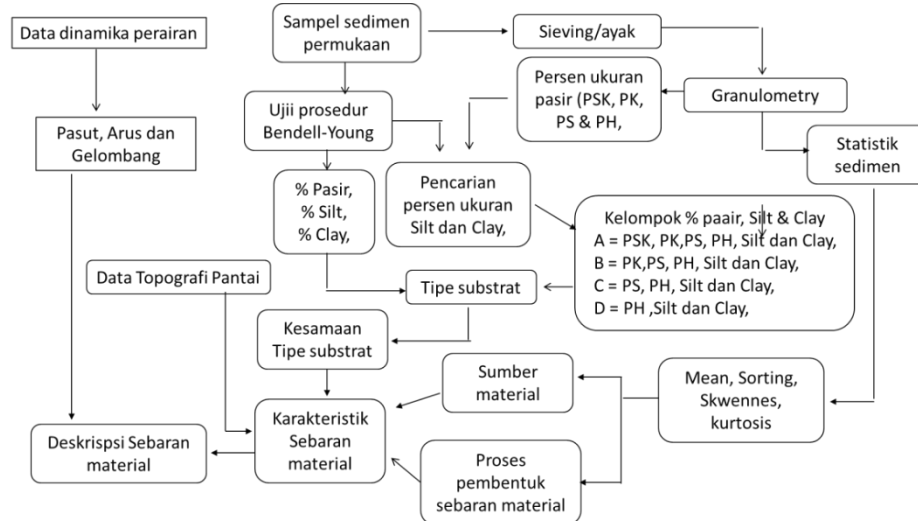 Data dinamika perairan
Sampel sedimen
permukaan
Sieving/ayak
Persen ukuran
pasir (PSK, PK,
PS & PH,
Granulometry
Ujii prosedur
Bendell-Young
Pasut, Arus dan
Gelombang
Statistik
sedimen
% Pasir,
% Silt,
% Clay,
Pencarian
persen ukuran
Silt dan Clay,
Kelompok % paair, Silt & Clay
A = PSK, PK,PS, PH, Silt dan Clay,
B = PK,PS, PH, Silt dan Clay,
C = PS, PH, Silt dan Clay,
D = PH ,Silt dan Clay,
Data Topografi Pantai
Tipe substrat
Kesamaan
Tipe substrat
Sumber
material
Mean, Sorting,
Skwennes,
kurtosis
Karakteristik
Sebaran
material
Deskrispsi Sebaran
material
Proses
pembentuk
sebaran material